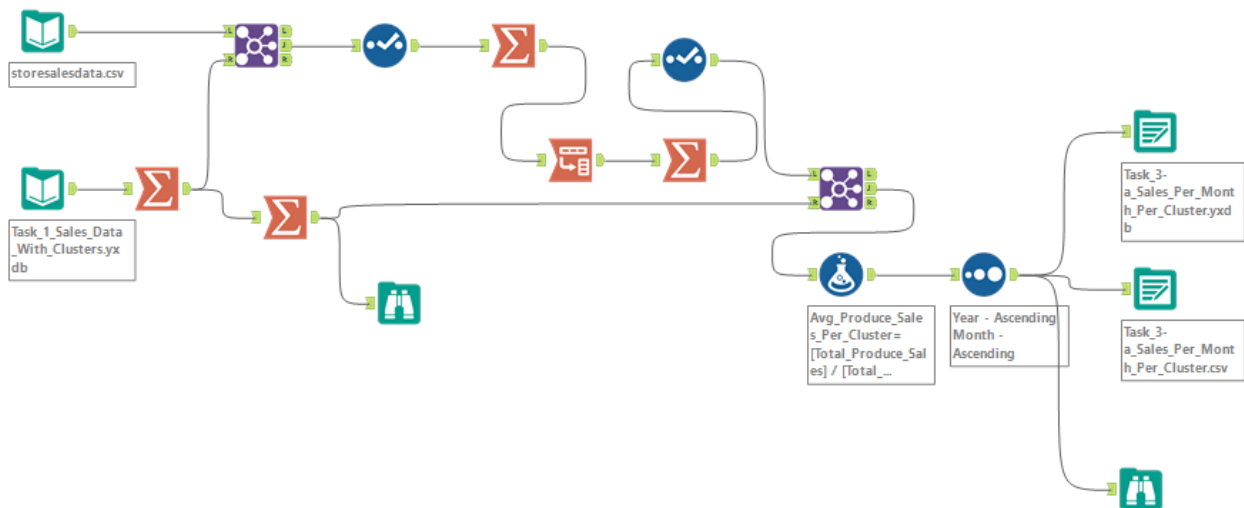 storesalesdata.csv
L
J
R
L
R
Task_1_Sales_Data
_With_Clusters.yx
db
L
J
R
L
R
Avg_Produce_Sale
s_Per_Cluster=
[Total_Produce_Sal
es] / [Total_...
Year - Ascending
Month -
Ascending
Task_3-
a_Sales_Per_Mont
h_Per_Cluster.yxd
b
Task_3-
a_Sales_Per_Mont
h_Per_Cluster.csv